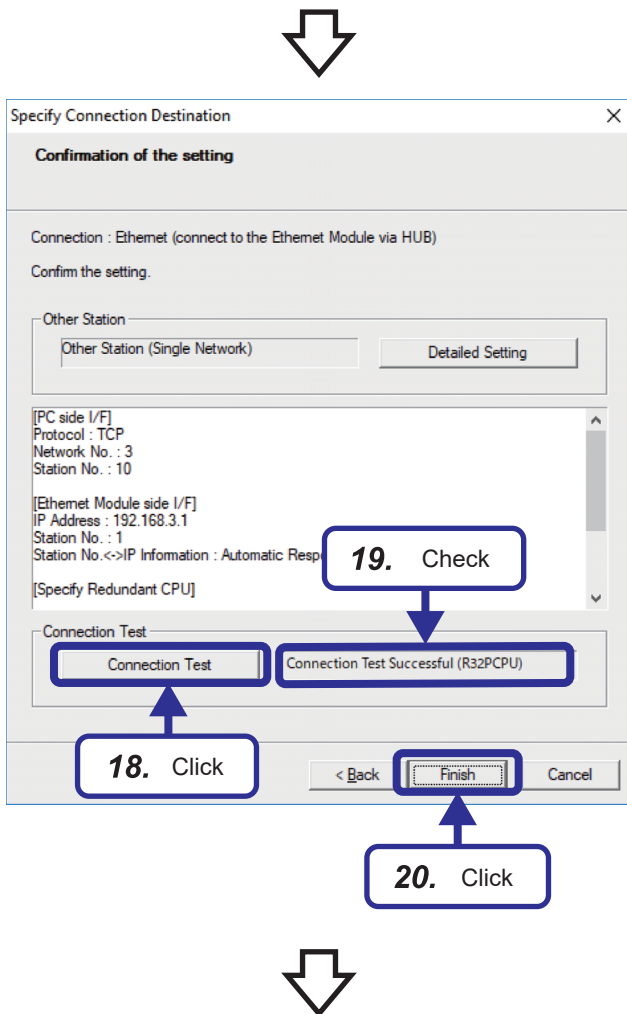 Specify Connection Destination
Confirmation of the setting
Connection : Ethernet (connect to the Ethernet Module via HUB)
Confirm the setting.
Other Station
Other Station (Single Network)
Detailed Setting
[PC side I/F]
Protocol : TCP
Network No. : 3
Station No. : 10
[Ethernet Module side I/F]
IP Address : 192.168.3.1
Station No. : 1
Station No.<->IP Information : Automatic Resp
19. Check
[Specify Redundant CPU]
Connection Test
Connection Test
Connection Test Successful (R32PCPU)
18. Click
< Back
Finish
Cancel
20. Click